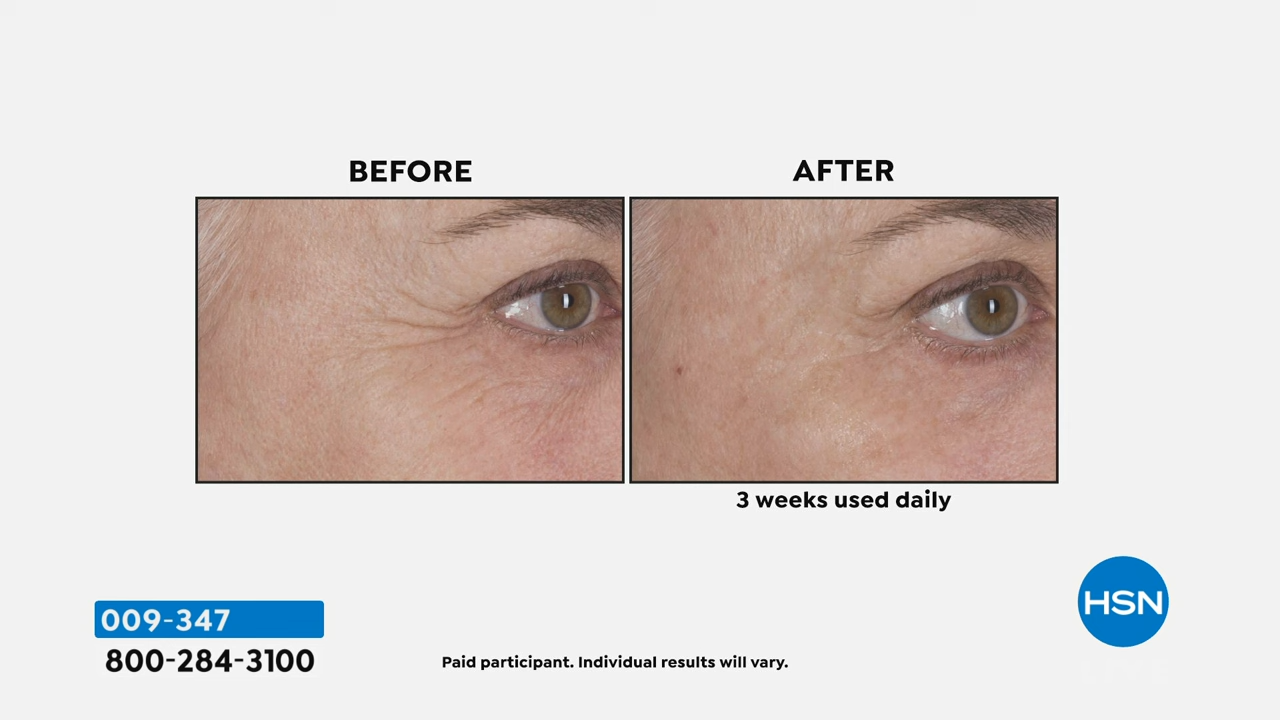 BEFORE
AFTER
3 weeks used daily
009-347
800-284-3100
Paid participant. Individual results will vary.
HSN